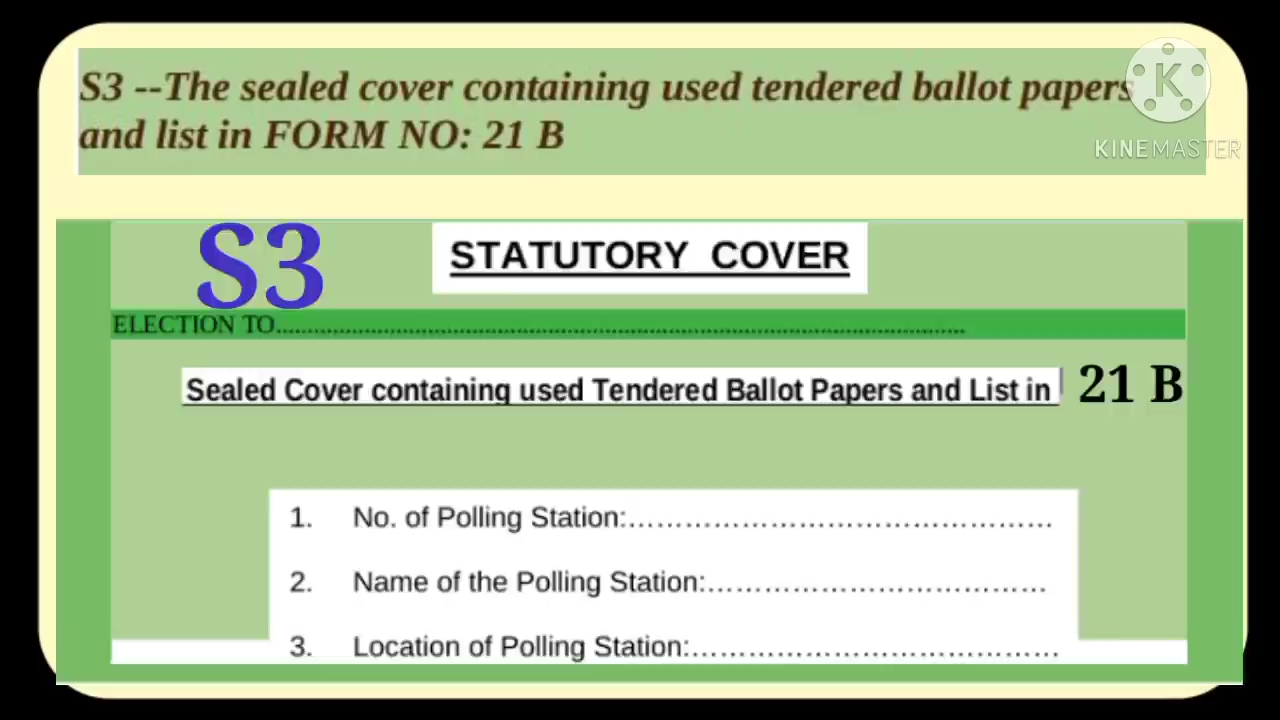 S3 --The sealed cover containing used tendered ballot papers
and list in FORM NO: 21 B
K
KINEMASTER
S3
STATUTORY COVER
ELECTION TO..........................................................................................................
Sealed Cover containing used Tendered Ballot Papers and List in 21 B
1. No. of Polling Station:………………………………………
2. Name of the Polling Station:………………………………
3. Location of Polling Station:…………………………………